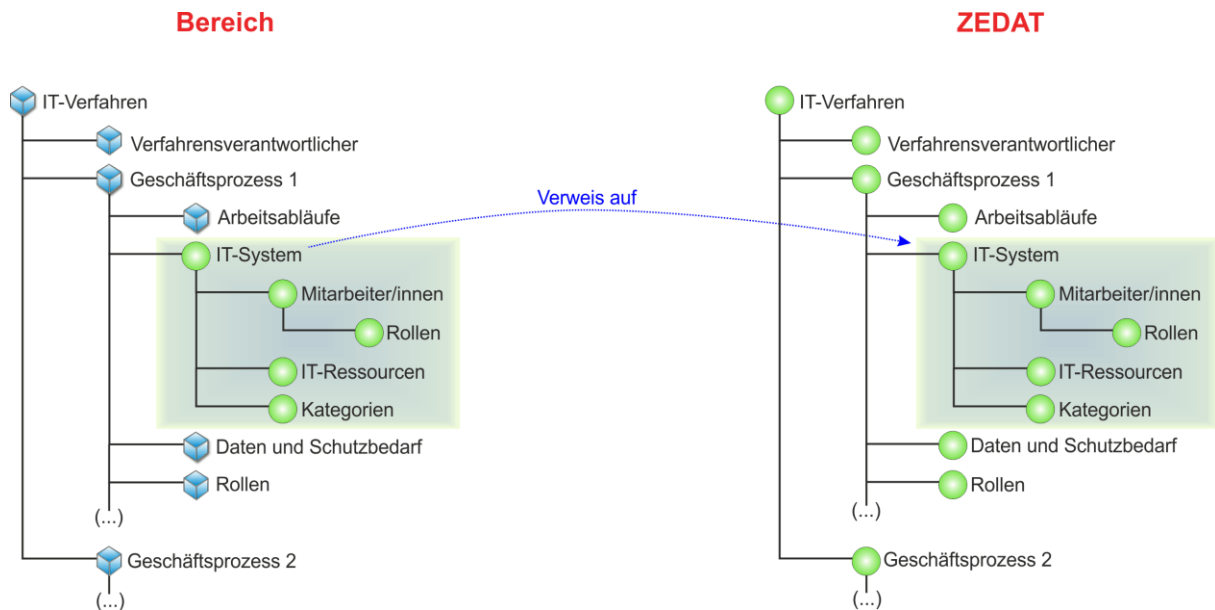 Bereich
IT-Verfahren
Verfahrensverantwortlicher
Geschäftsprozess 1
Arbeitsabläufe
IT-System
Mitarbeiter/innen
Rollen
IT-Ressourcen
Kategorien
Daten und Schutzbedarf
Rollen
(...)
Geschäftsprozess 2
(...)
Verweis auf
ZEDAT
IT-Verfahren
Verfahrensverantwortlicher
Geschäftsprozess 1
Arbeitsabläufe
IT-System
Mitarbeiter/innen
Rollen
IT-Ressourcen
Kategorien
Daten und Schutzbedarf
Rollen
(...)
Geschäftsprozess 2
(...)